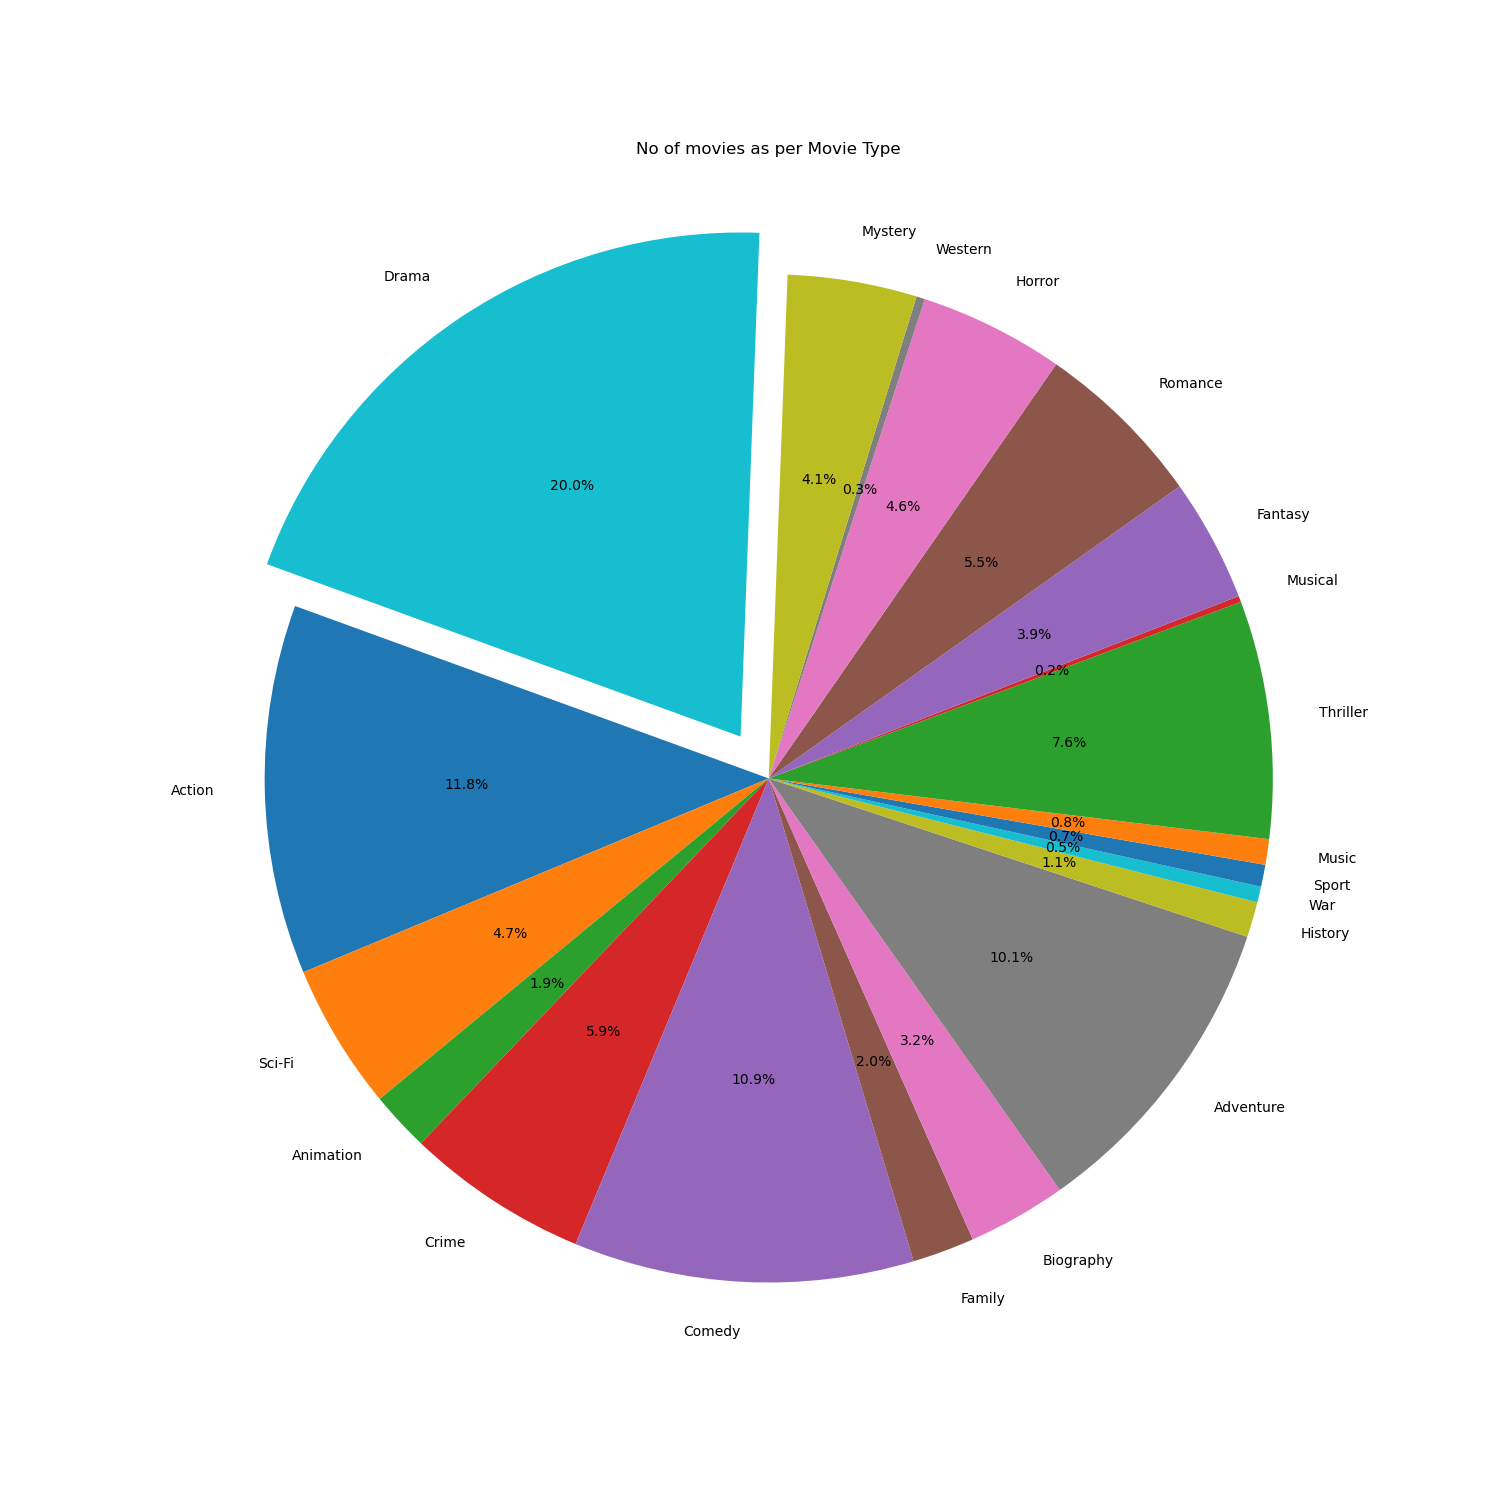 No of movies as per Movie Type
Mystery
Western
Drama
Horror
Romance
4.1%
20.0%
0.3%
4.6%
Fantasy
5.5%
Musical
3.9%
0.2%
Thriller
7.6%
Action
11.8%
0.8%
0.7%
0.5%
1.1%
Music
Sport
War
History
4.7%
10.1%
1.9%
5.9%
3.2%
2.0%
Sci-Fi
10.9%
Adventure
Animation
Crime
Biography
Family
Comedy